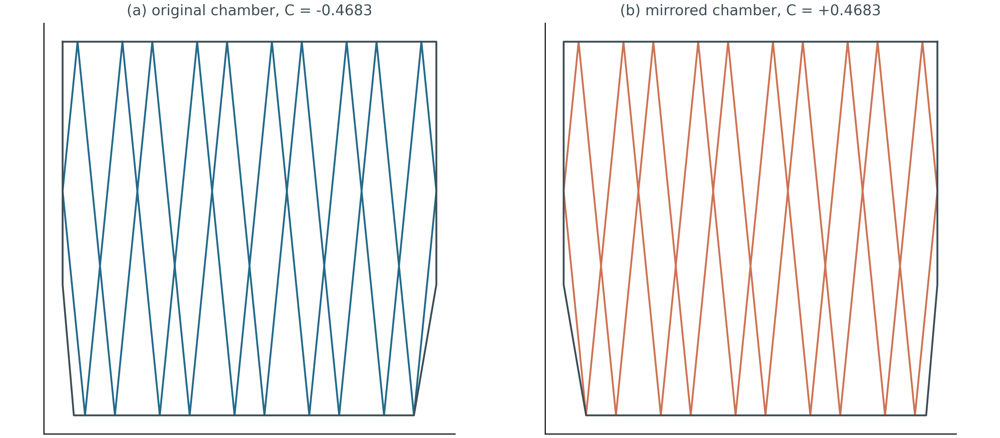 (a) original chamber, C = -0.4683
(b) mirrored chamber, C = +0.4683